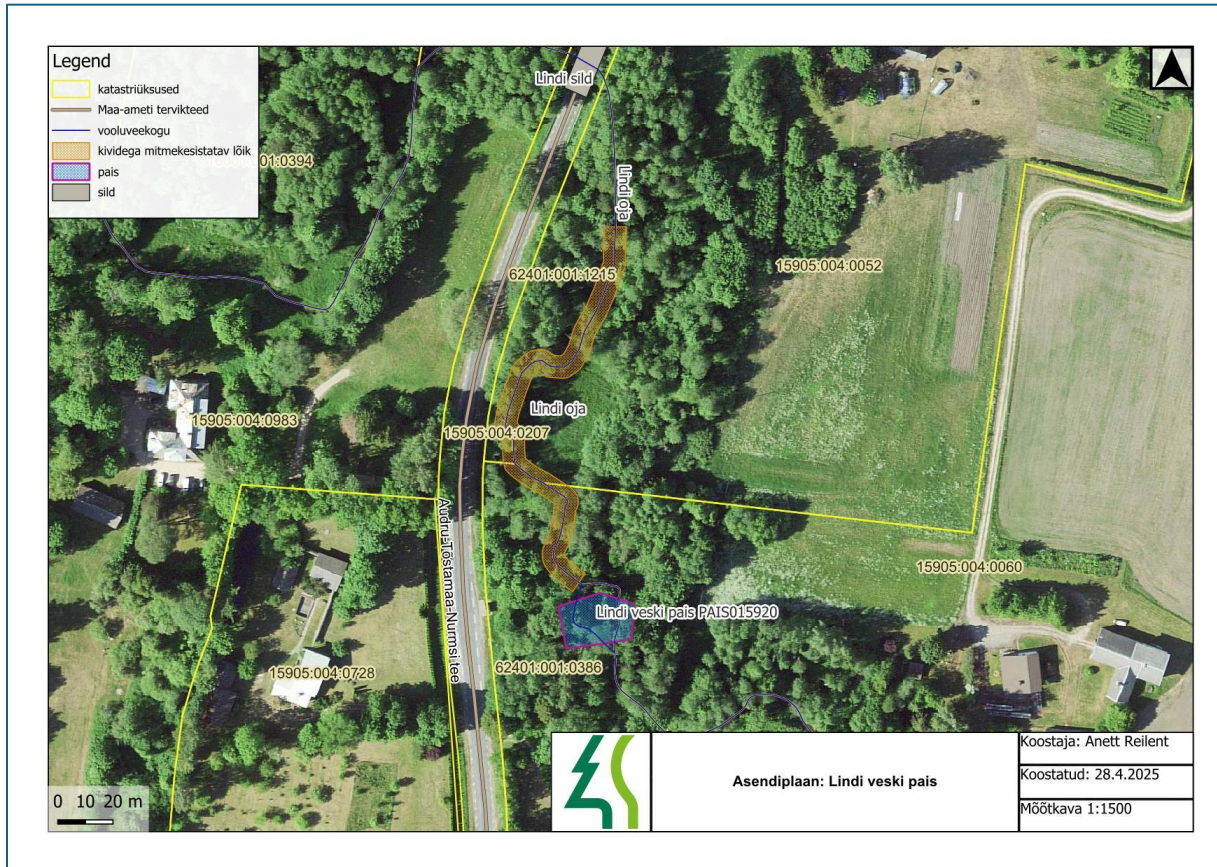 Legend
katastriüksused
Maa-ameti tervikteed
vooluveekogu
kividega mitmekesistatav lõik
pais
sild
01:0394
Lindi sild
Lindi oja
62401:001:1215
15905:004:0052
Lindi oja
15905:004:0983
15905:004:0207
Audru-Tõstamaa-Nurmsi tee
15905:004:0060
Lindi veski pais PAIS015920
15905:004:0728
62401:001:0386
0 10 20 m
Asendiplaan: Lindi veski pais
Koostaja: Anett Reilent
Koostatud: 28.4.2025
Mõõtkava 1:1500